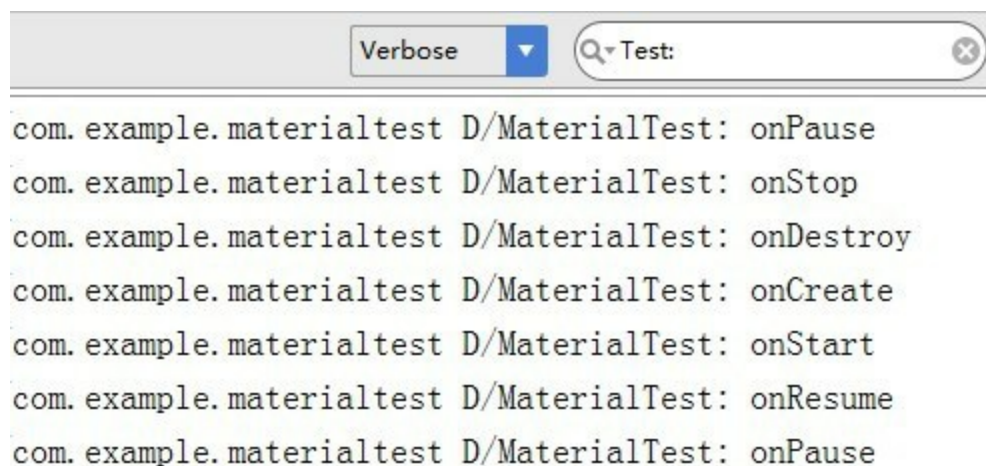 Verbose Test:
com.example.materialtest D/MaterialTest: onPause
com.example.materialtest D/MaterialTest: onStop
com.example.materialtest D/MaterialTest: onDestroy
com.example.materialtest D/MaterialTest: onCreate
com.example.materialtest D/MaterialTest: onStart
com.example.materialtest D/MaterialTest: onResume
com.example.materialtest D/MaterialTest: onPause